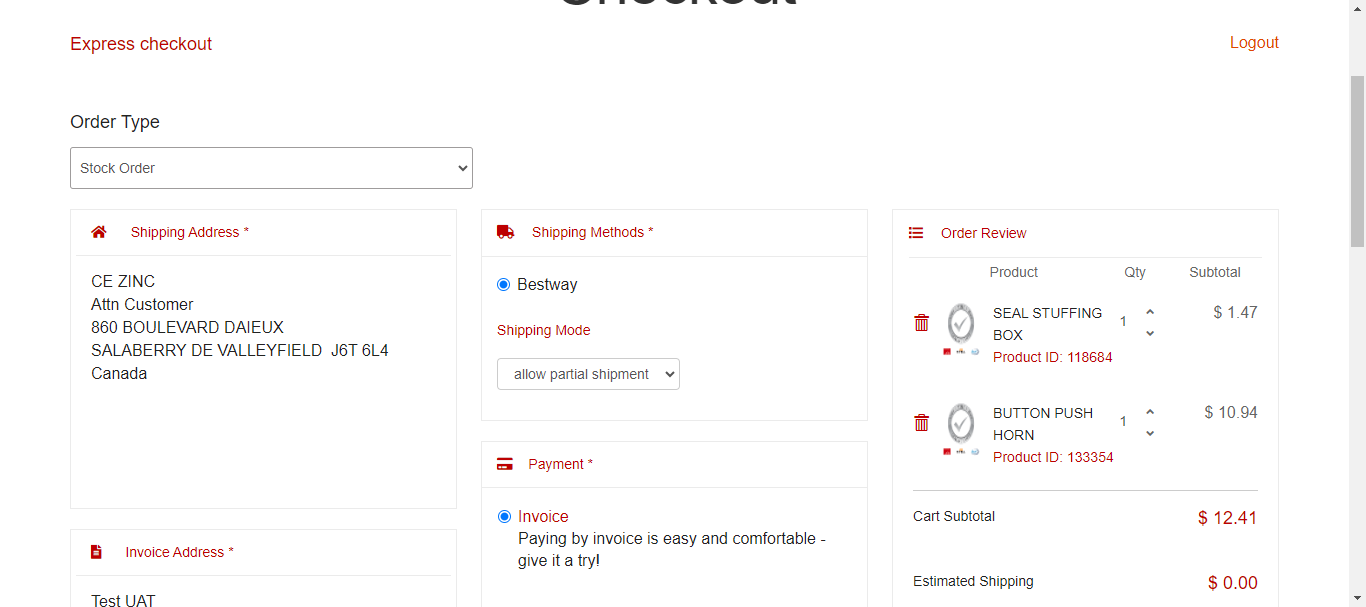 Checkout
Express checkout
Logout
Order Type
Stock Order
Shipping Address *
CE ZINC
Attn Customer
860 BOULEVARD DAIEUX
SALABERRY DE VALLEYFIELD J6T 6L4
Canada
Invoice Address *
Test UAT
Shipping Methods *
Bestway
Shipping Mode
allow partial shipment
Payment *
Invoice
Paying by invoice is easy and comfortable -
give it a try!
Order Review
Product Qty Subtotal
SEAL STUFFING BOX 1 $ 1.47
Product ID: 118684
BUTTON PUSH HORN 1 $ 10.94
Product ID: 133354
Cart Subtotal $ 12.41
Estimated Shipping $ 0.00